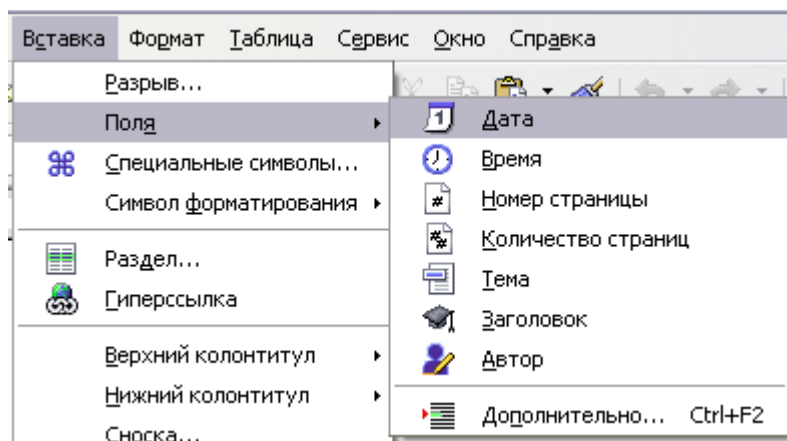 Вставка Формат Таблица Сервис Окно Справка
Разрыв...
Поля
Специальные символы...
Символ форматирования
Раздел...
Гиперссылка
Верхний колонтитул
Нижний колонтитул
Сноска...
Дата
Время
Номер страницы
Количество страниц
Тема
Заголовок
Автор
Дополнительно... Ctrl+F2